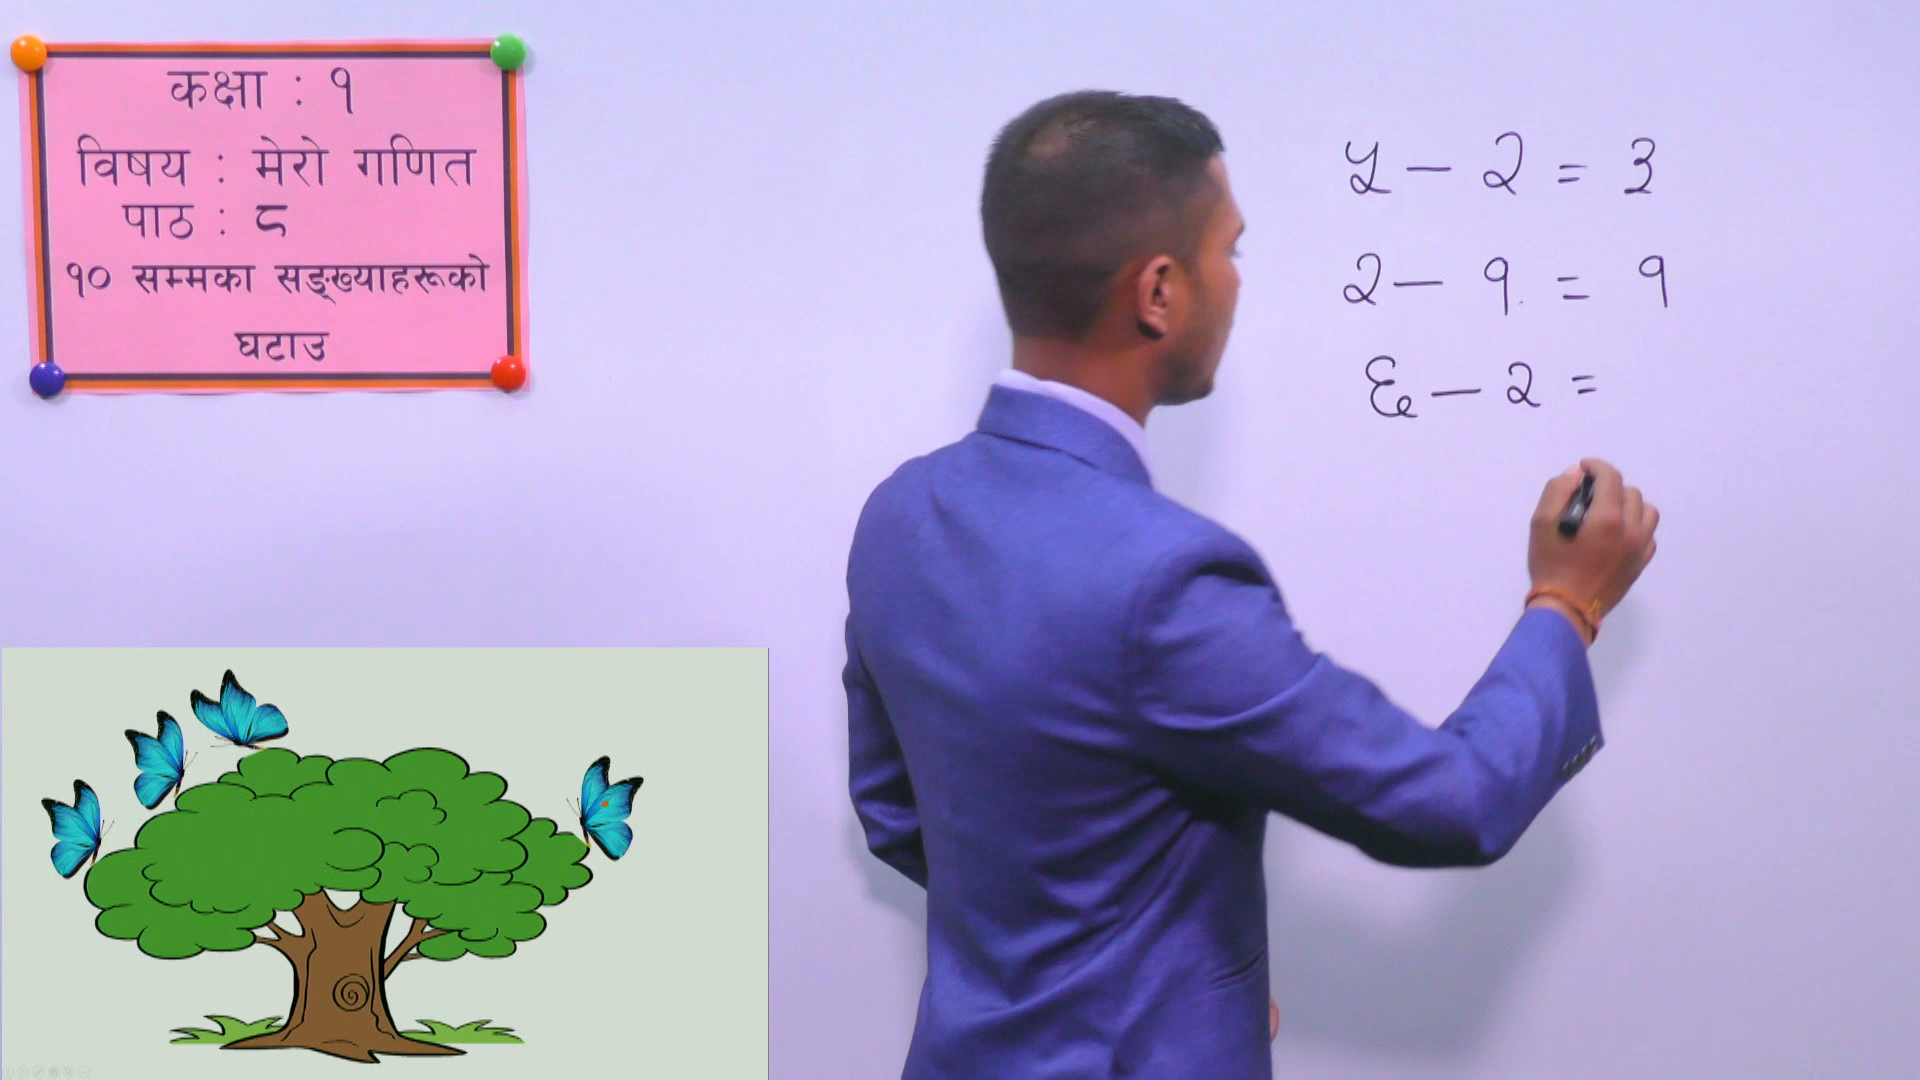 कक्षा : १
विषय : मेरो गणित
पाठ : ८
१० सम्मका सङ्ख्याहरूको
घटाउ
५ – २ = ३
२ – १ = १
६ – २ =